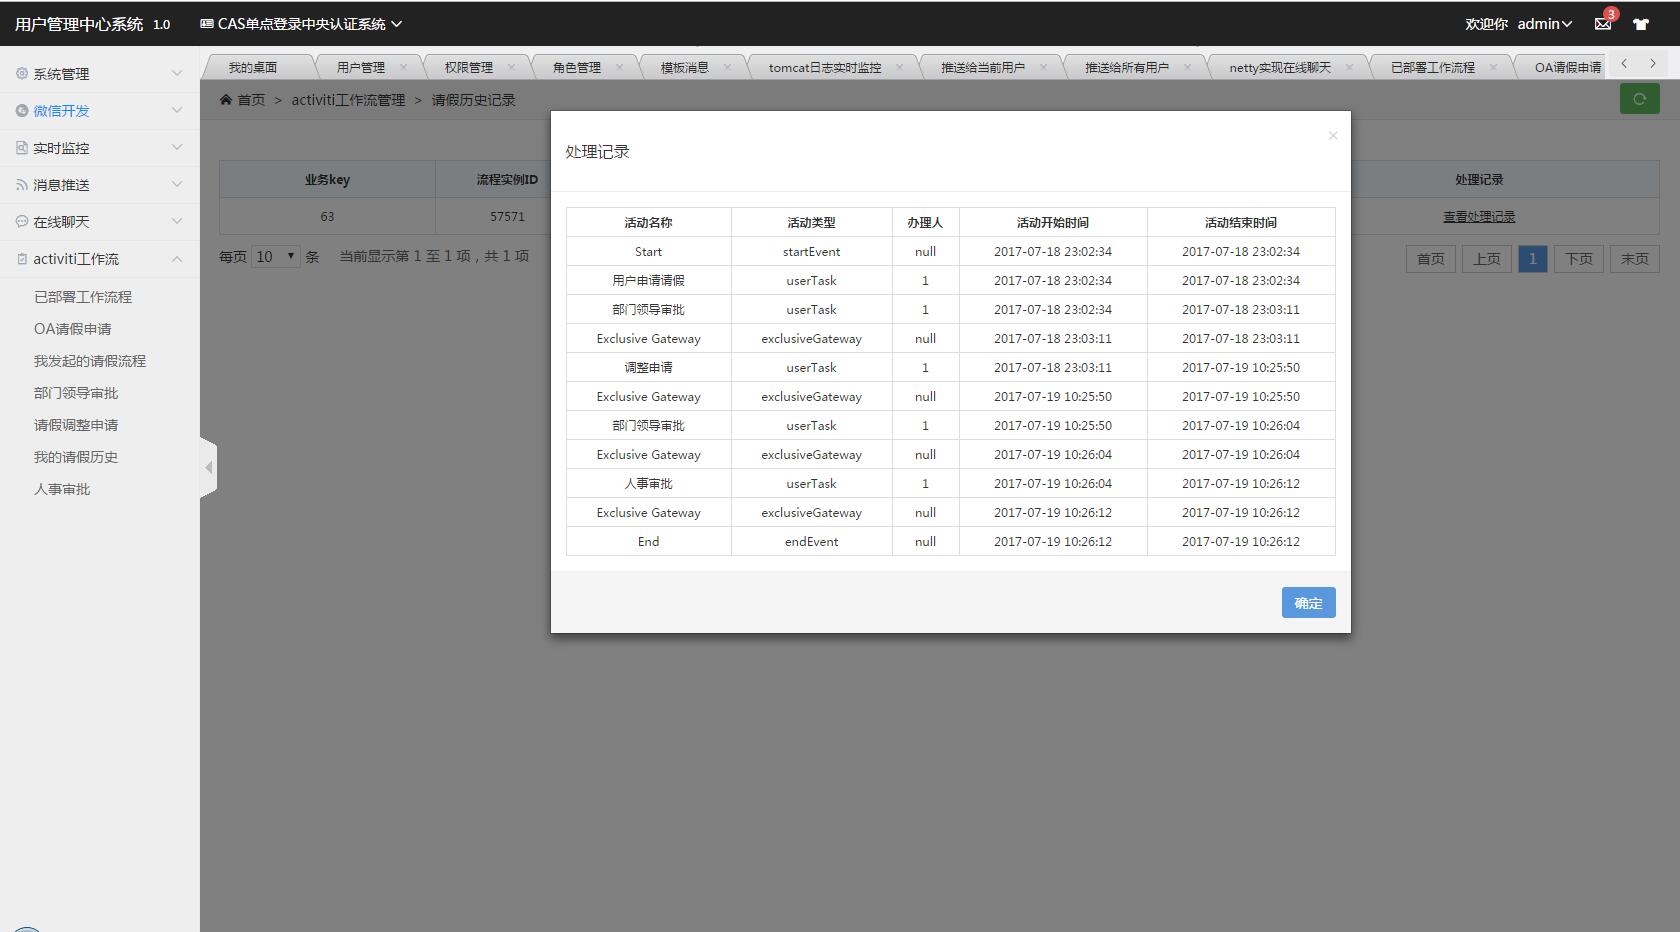 用户管理中心系统 1.0 CAS单点登录中央认证系统 欢迎你 admin 3
我的桌面 用户管理 权限管理 角色管理 模板消息 tomcat日志实时监控 推送给当前用户 推送给所有用户 netty实现在线聊天 已部署工作流程 OA请假申请
系统管理
微信开发
实时监控
消息推送
在线聊天
activiti工作流
已部署工作流程
OA请假申请
我发起的请假流程
部门领导审批
请假调整申请
我的请假历史
人事审批
首页 > activiti工作流管理 > 请假历史记录
业务key 流程实例ID 处理记录
63 57571 查看处理记录
每页 10 条 当前显示第 1 至 1 项，共 1 项 首页 上页 1 下页 末页
处理记录 ×
活动名称 活动类型 办理人 活动开始时间 活动结束时间
Start startEvent null 2017-07-18 23:02:34 2017-07-18 23:02:34
用户申请请假 userTask 1 2017-07-18 23:02:34 2017-07-18 23:02:34
部门领导审批 userTask 1 2017-07-18 23:02:34 2017-07-18 23:03:11
Exclusive Gateway exclusiveGateway null 2017-07-18 23:03:11 2017-07-18 23:03:11
调整申请 userTask 1 2017-07-18 23:03:11 2017-07-19 10:25:50
Exclusive Gateway exclusiveGateway null 2017-07-19 10:25:50 2017-07-19 10:25:50
部门领导审批 userTask 1 2017-07-19 10:25:50 2017-07-19 10:26:04
Exclusive Gateway exclusiveGateway null 2017-07-19 10:26:04 2017-07-19 10:26:04
人事审批 userTask 1 2017-07-19 10:26:04 2017-07-19 10:26:12
Exclusive Gateway exclusiveGateway null 2017-07-19 10:26:12 2017-07-19 10:26:12
End endEvent null 2017-07-19 10:26:12 2017-07-19 10:26:12
确定